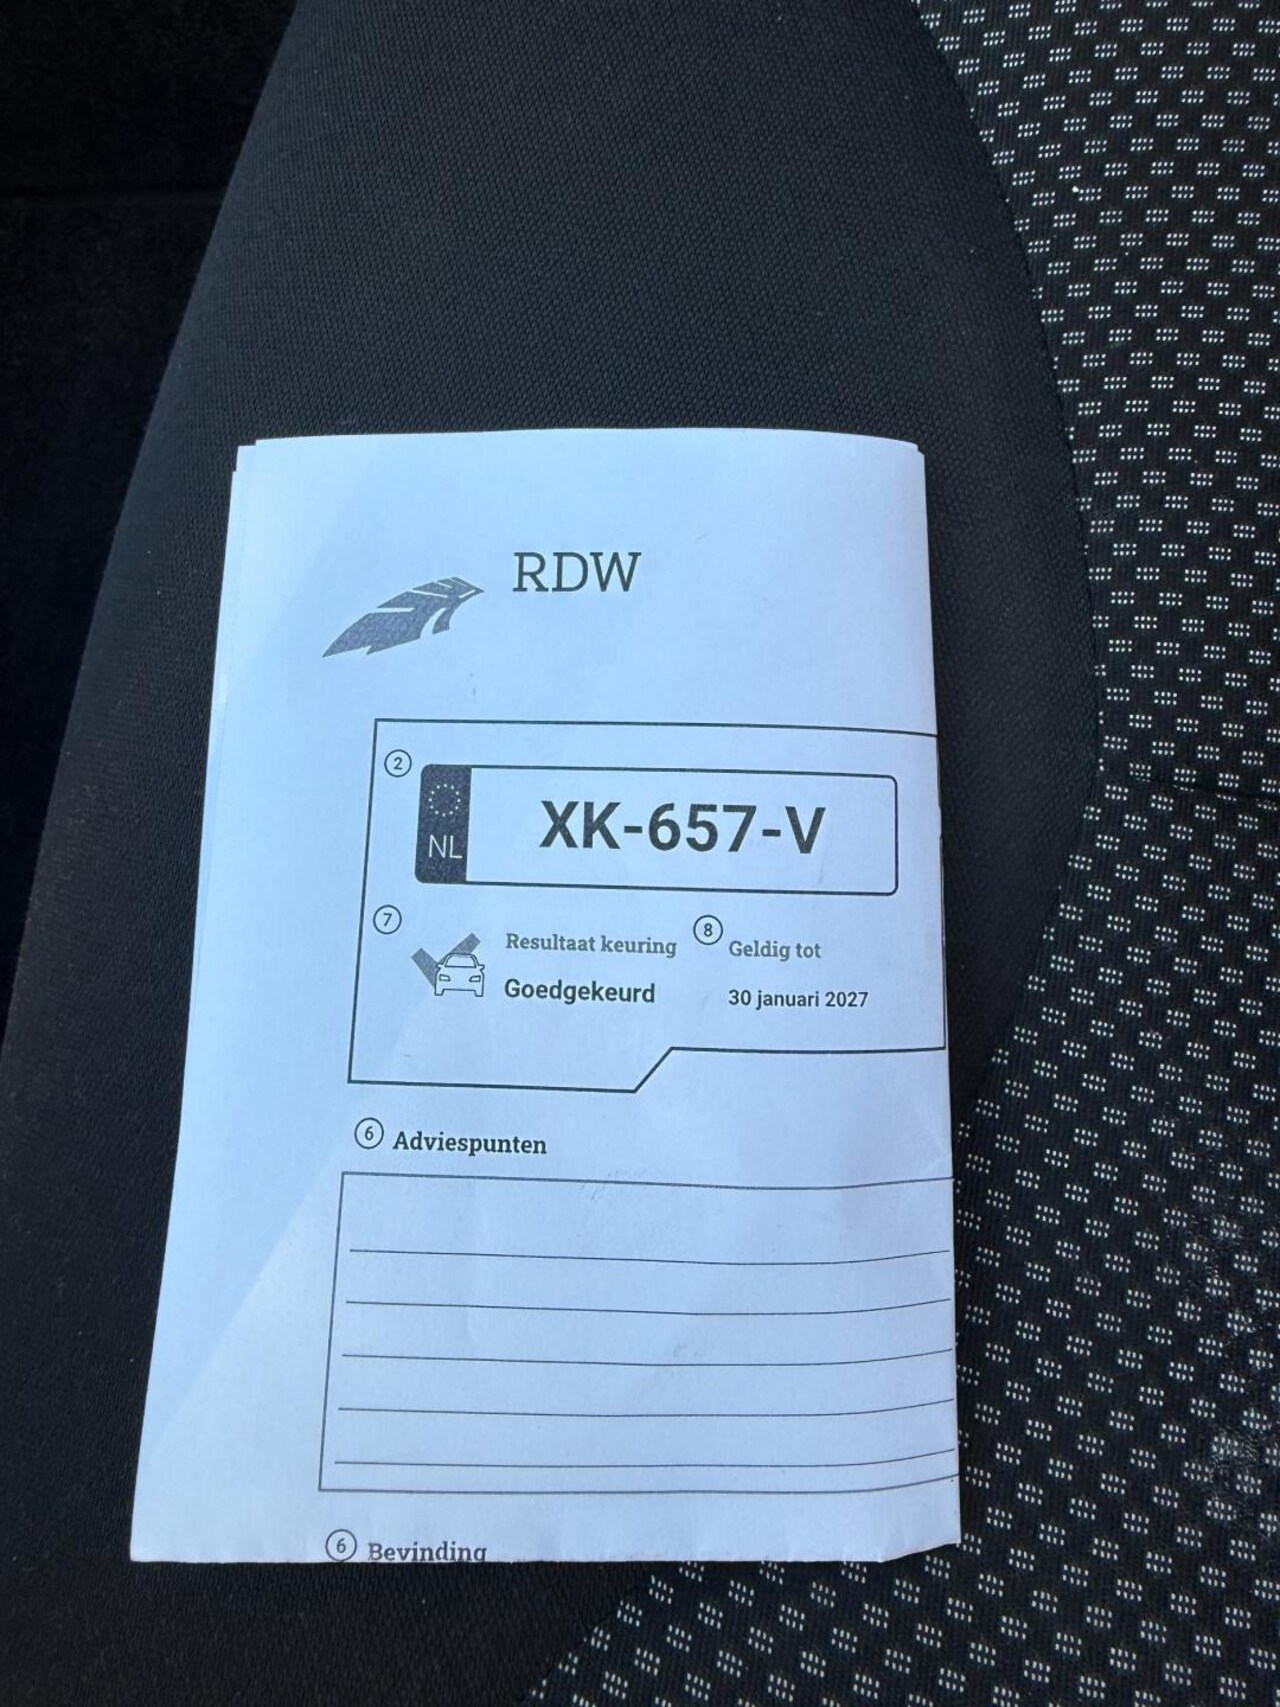 RDW
2
NL
XK-657-V
7
Resultaat keuring
8
Geldig tot
Goedgekeurd
30 januari 2027
6 Adviespunten
6 Bevinding